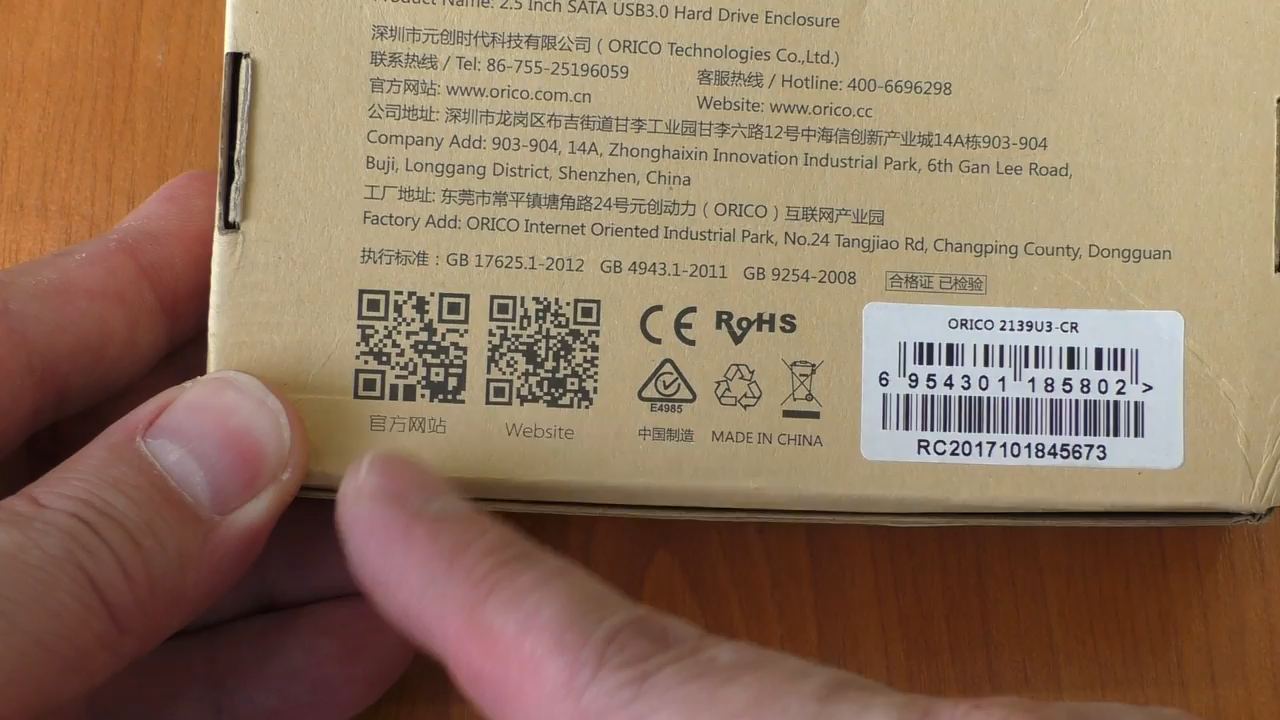 Product Name: 2.5 Inch SATA USB3.0 Hard Drive Enclosure
深圳市元创时代科技有限公司 ( ORICO Technologies Co.,Ltd.)
联系热线 / Tel: 86-755-25196059 客服热线 / Hotline: 400-6696298
官方网站: www.orico.com.cn Website: www.orico.cc
公司地址: 深圳市龙岗区布吉街道甘李工业园甘李六路12号中海信创新产业城14A栋903-904
Company Add: 903-904, 14A, Zhonghaixin Innovation Industrial Park, 6th Gan Lee Road,
Buji, Longgang District, Shenzhen, China
工厂地址: 东莞市常平镇塘角路24号元创动力 ( ORICO ) 互联网产业园
Factory Add: ORICO Internet Oriented Industrial Park, No.24 Tangjiao Rd, Changping County, Dongguan
执行标准：GB 17625.1-2012 GB 4943.1-2011 GB 9254-2008 合格证 已检验
CE RoHS
E4985
官方网站 Website 中国制造 MADE IN CHINA
ORICO 2139U3-CR
6 954301 185802 >
RC2017101845673